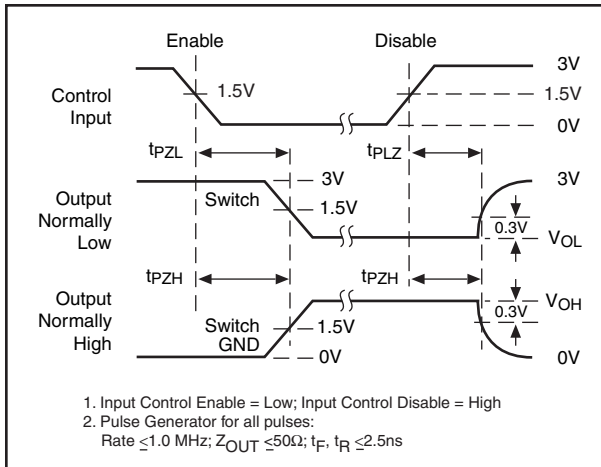 Enable Disable
3V
1.5V 1.5V
Control
Input
0V
tPZL tPLZ
3V 3V
Output
Normally
Low
Switch
1.5V
0.3V
VOL
tPZH tPZH
Output
Normally
High
VOH
0.3V
Switch
GND
1.5V
0V 0V
1. Input Control Enable = Low; Input Control Disable = High
2. Pulse Generator for all pulses:
Rate ≤1.0 MHz; ZOUT ≤50Ω; tF, tR ≤2.5ns